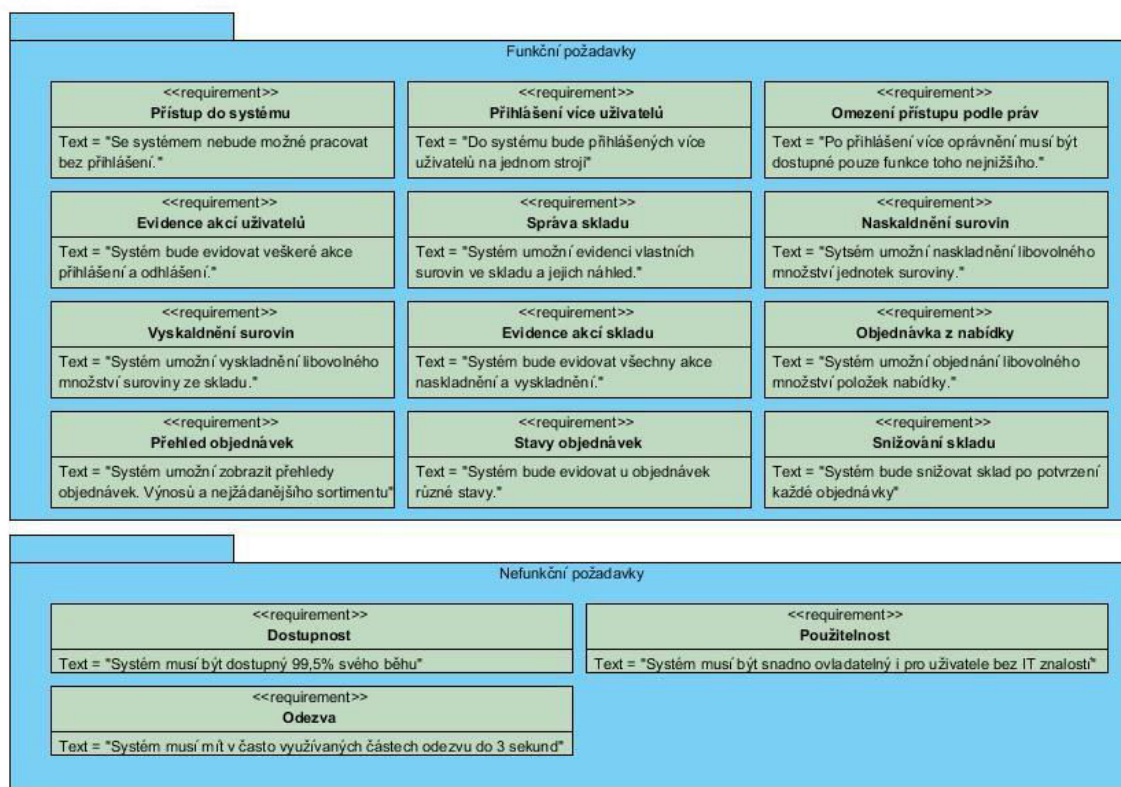 Funkční požadavky
<<requirement>>
Přístup do systému
Text = "Se systémem nebude možné pracovat
bez přihlášení."
<<requirement>>
Přihlášení více uživatelů
Text = "Do systému bude přihlášených více
uživatelů na jednom stroji"
<<requirement>>
Omezení přístupu podle práv
Text = "Po přihlášení více oprávnění musí být
dostupné pouze funkce toho nejnižšího."
<<requirement>>
Evidence akcí uživatelů
Text = "Systém bude evidovat veškeré akce
přihlášení a odhlášení."
<<requirement>>
Správa skladu
Text = "Systém umožní evidenci vlastních
surovin ve skladu a jejich náhled."
<<requirement>>
Naskaldnění surovin
Text = "Sytsém umožní naskladnění libovolného
množství jednotek suroviny."
<<requirement>>
Vyskaldnění surovin
Text = "Systém umožní vyskladnění libovolného
množství suroviny ze skladu."
<<requirement>>
Evidence akcí skladu
Text = "Systém bude evidovat všechny akce
naskladnění a vyskladnění."
<<requirement>>
Objednávka z nabídky
Text = "Systém umožní objednání libovolného
množství položek nabídky."
<<requirement>>
Přehled objednávek
Text = "Systém umožní zobrazit přehledy
objednávek. Výnosů a nejžádanějšího sortimentu"
<<requirement>>
Stavy objednávek
Text = "Systém bude evidovat u objednávek
různé stavy."
<<requirement>>
Snižování skladu
Text = "Systém bude snižovat sklad po potvrzení
každé objednávky"
Nefunkční požadavky
<<requirement>>
Dostupnost
Text = "Systém musí být dostupný 99,5% svého běhu"
<<requirement>>
Použitelnost
Text = "Systém musí být snadno ovladatelný i pro uživatele bez IT znalostí"
<<requirement>>
Odezva
Text = "Systém musí mít v často využívaných částech odezvu do 3 sekund"